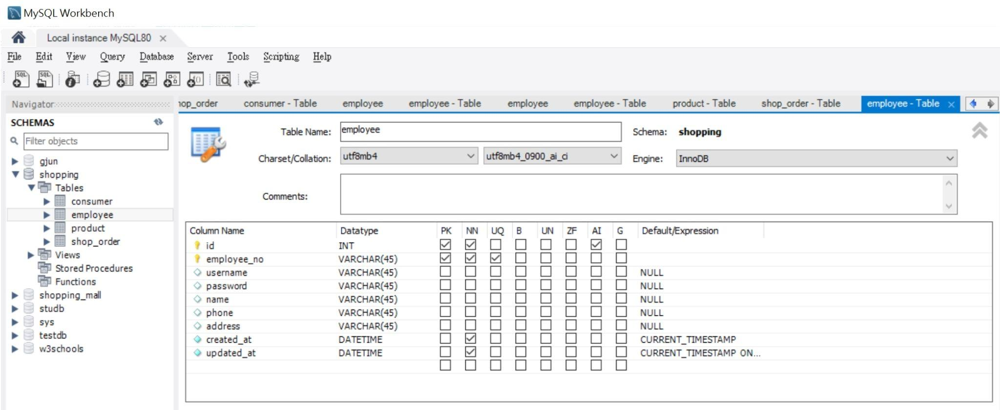 MySQL Workbench
Local instance MySQL80
File Edit View Query Database Server Tools Scripting Help
Navigator
SCHEMAS
Filter objects
gjun
shopping
Tables
consumer
employee
product
shop_order
Views
Stored Procedures
Functions
shopping_mall
studb
sys
testdb
w3schools
hop_order consumer - Table employee employee - Table employee employee - Table product - Table shop_order - Table employee - Table
Table Name: employee Schema: shopping
Charset/Collation: utf8mb4 utf8mb4_0900_ai_ci Engine: InnoDB
Comments:
Column Name Datatype PK NN UQ B UN ZF AI G Default/Expression
id INT
employee_no VARCHAR(45)
username VARCHAR(45) NULL
password VARCHAR(45) NULL
name VARCHAR(45) NULL
phone VARCHAR(45) NULL
address VARCHAR(45) NULL
created_at DATETIME CURRENT_TIMESTAMP
updated_at DATETIME CURRENT_TIMESTAMP ON...